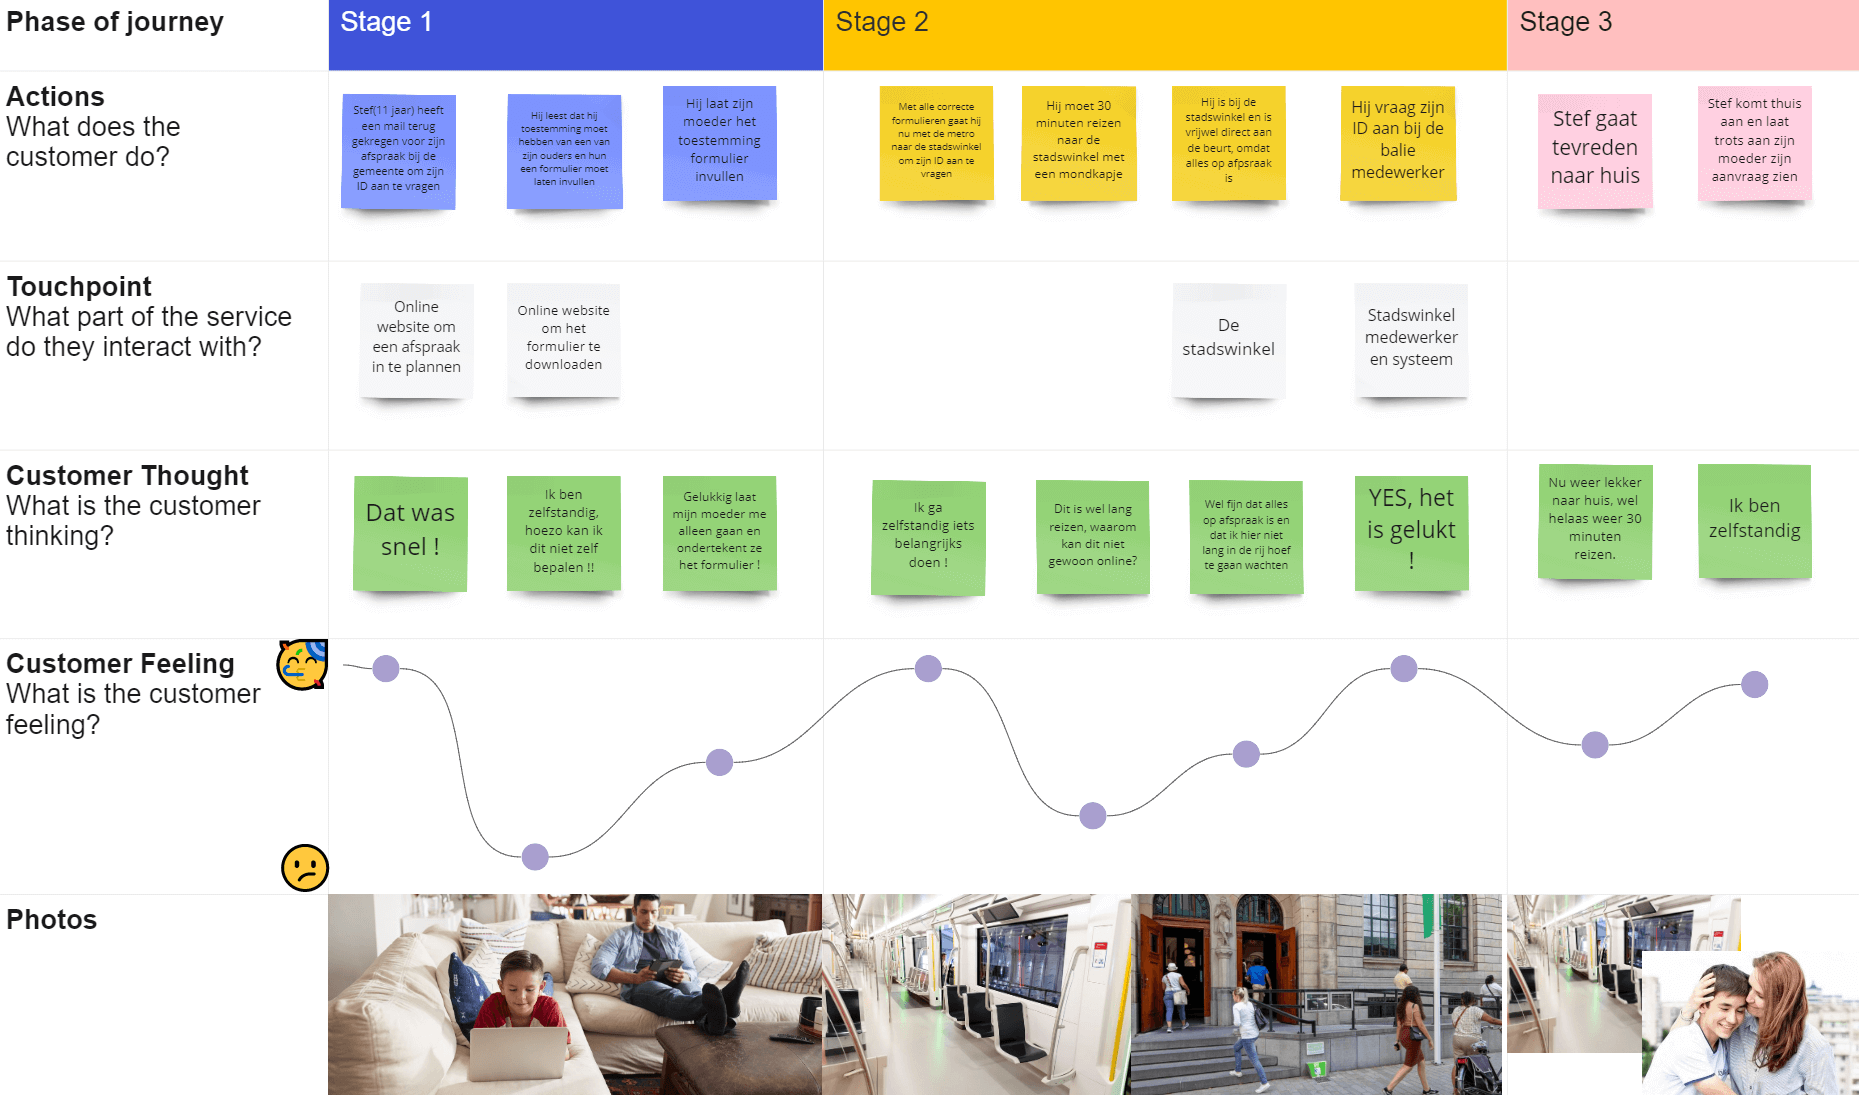 Phase of journey
Stage 1
Stage 2
Stage 3
Actions
What does the
customer do?
Stef(11 jaar) heeft
een mail terug
gekregen voor zijn
afspraak bij de
gemeente om zijn
ID aan te vragen
Hij leest dat hij
toestemming moet
hebben van een van
zijn ouders en hun
een formulier moet
laten invullen
Hij laat zijn
moeder het
toestemming
formulier
invullen
Met alle correcte
formulieren gaat hij
nu met de metro
naar de stadswinkel
om zijn ID aan te
vragen
Hij moet 30
minuten reizen
naar de
stadswinkel met
een mondkapje
Hij is bij de
stadswinkel en is
vrijwel direct aan
de beurt, omdat
alles op afpsraak
is
Hij vraag zijn
ID aan bij de
balie
medewerker
Stef gaat
tevreden
naar huis
Stef komt thuis
aan en laat
trots aan zijn
moeder zijn
aanvraag zien
Touchpoint
What part of the service
do they interact with?
Online
website om
een afspraak
in te plannen
Online website
om het
formulier te
downloaden
De
stadswinkel
Stadswinkel
medewerker
en systeem
Customer Thought
What is the customer
thinking?
Dat was
snel !
Ik ben
zelfstandig,
hoezo kan ik
dit niet zelf
bepalen !!
Gelukkig laat
mijn moeder me
alleen gaan en
ondertekent ze
het formulier !
Ik ga
zelfstandig iets
belangrijks
doen !
Dit is wel lang
reizen, waarom
kan dit niet
gewoon online?
Wel fijn dat alles
op afspraak is en
dat ik hier niet
lang in de rij hoef
te gaan wachten
YES, het
is gelukt
!
Nu weer lekker
naar huis, wel
helaas weer 30
minuten
reizen.
Ik ben
zelfstandig
Customer Feeling
What is the customer
feeling?
Photos